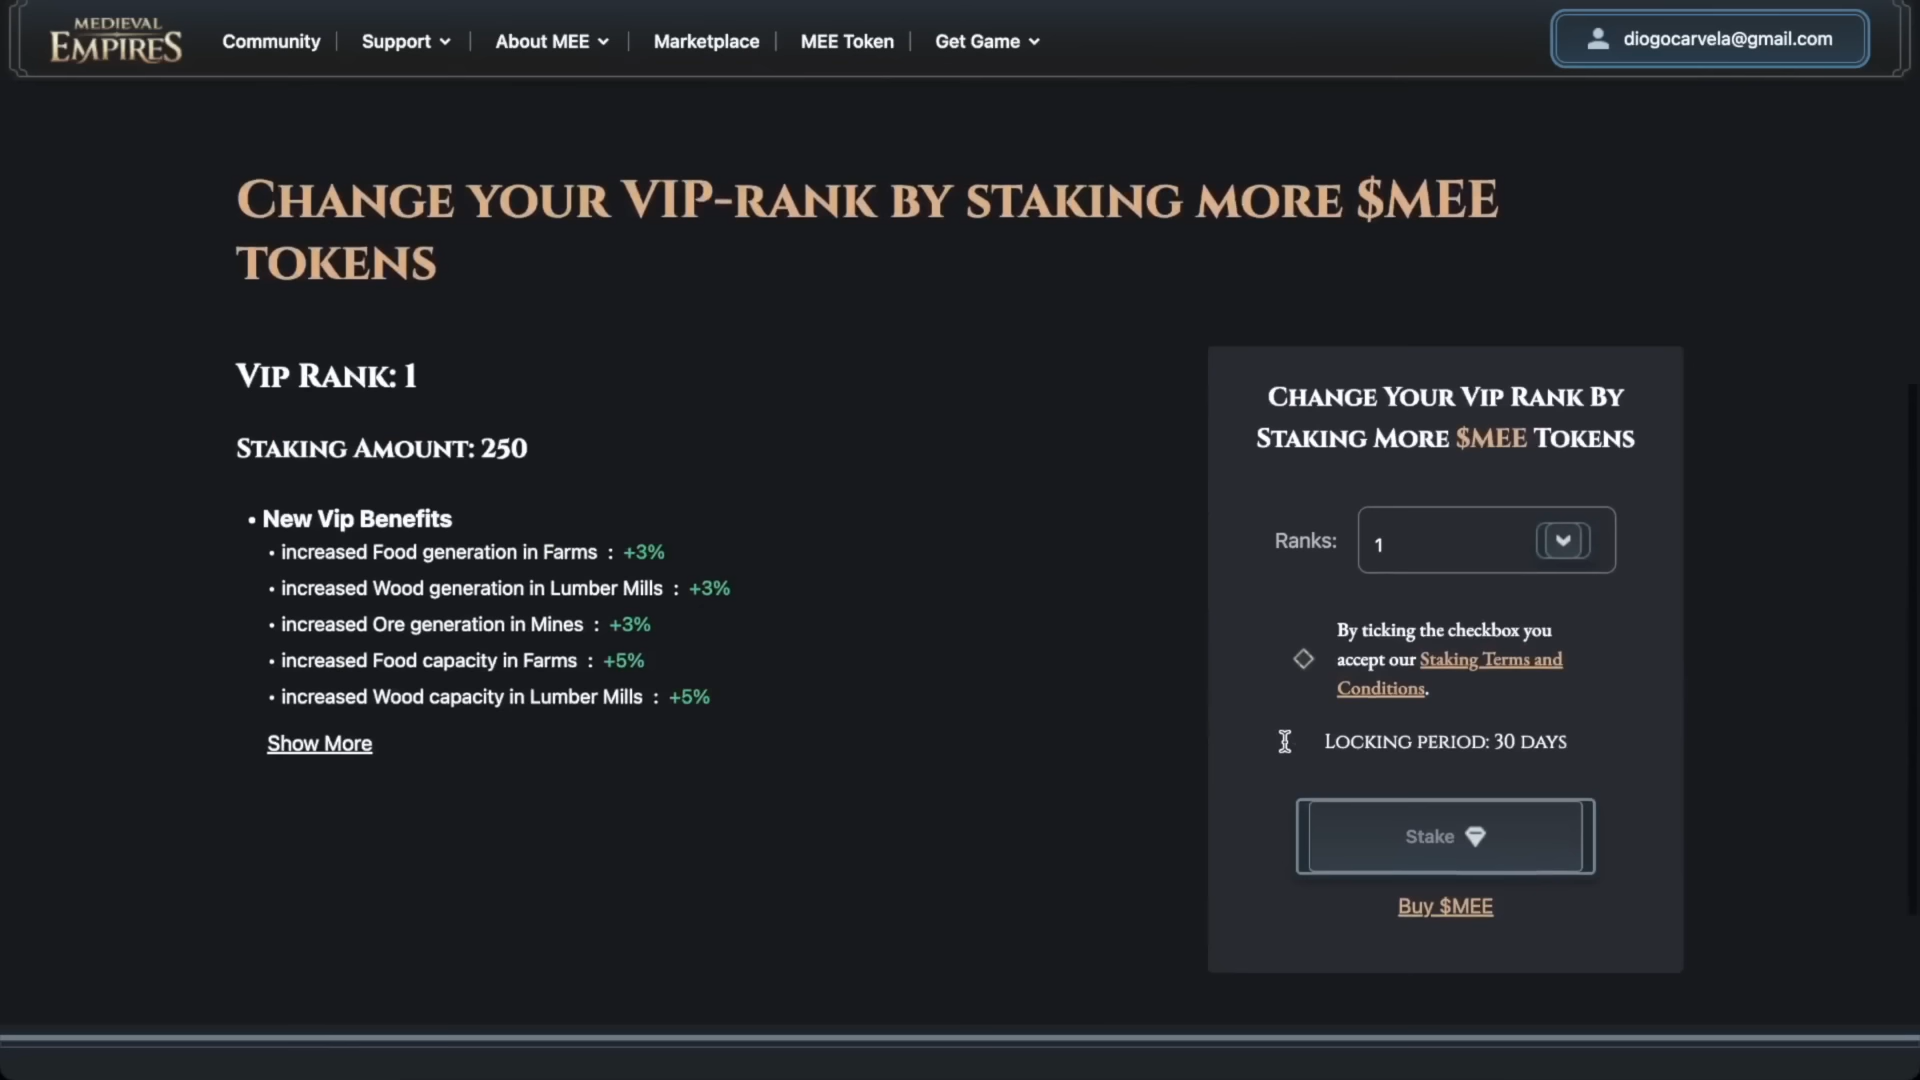 MEDIEVAL
EMPIRES
Community
Support
About MEE
Marketplace
MEE Token
Get Game
diogocarvela@gmail.com
Change your VIP-rank by staking more $MEE
tokens
Vip Rank: 1
Staking Amount: 250
• New Vip Benefits
• increased Food generation in Farms : +3%
• increased Wood generation in Lumber Mills : +3%
• increased Ore generation in Mines : +3%
• increased Food capacity in Farms : +5%
• increased Wood capacity in Lumber Mills : +5%
Show More
Change Your Vip Rank By
Staking More $MEE Tokens
Ranks: 1
By ticking the checkbox you
accept our Staking Terms and
Conditions.
Locking period: 30 days
Stake
Buy $MEE